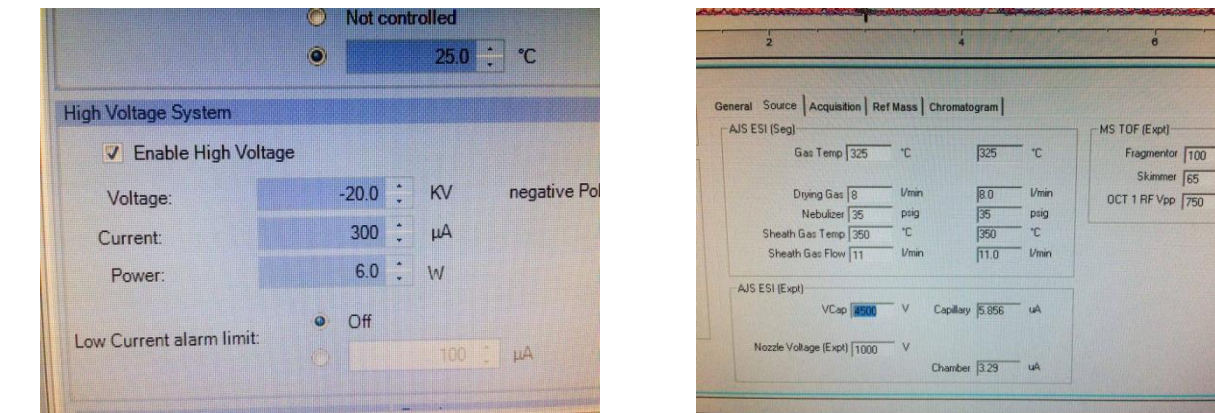 Not controlled
25.0 °C
High Voltage System
Enable High Voltage
Voltage: -20.0 KV negative Pol
Current: 300 µA
Power: 6.0 W
Low Current alarm limit:
Off
100 µA
2 4 6
General Source Acquisition Ref Mass Chromatogram
AJS ESI (Seg)
Gas Temp 325 °C 325 °C
Drying Gas 8 l/min 8.0 l/min
Nebulizer 35 psig 35 psig
Sheath Gas Temp 350 °C 350 °C
Sheath Gas Flow 11 l/min 11.0 l/min
AJS ESI (Expt)
VCap 4500 V Capillary 5.856 uA
Nozzle Voltage (Expt) 1000 V
Chamber 3.29 uA
MS TOF (Expt)
Fragmentor 100
Skimmer 65
OCT 1 RF Vpp 750